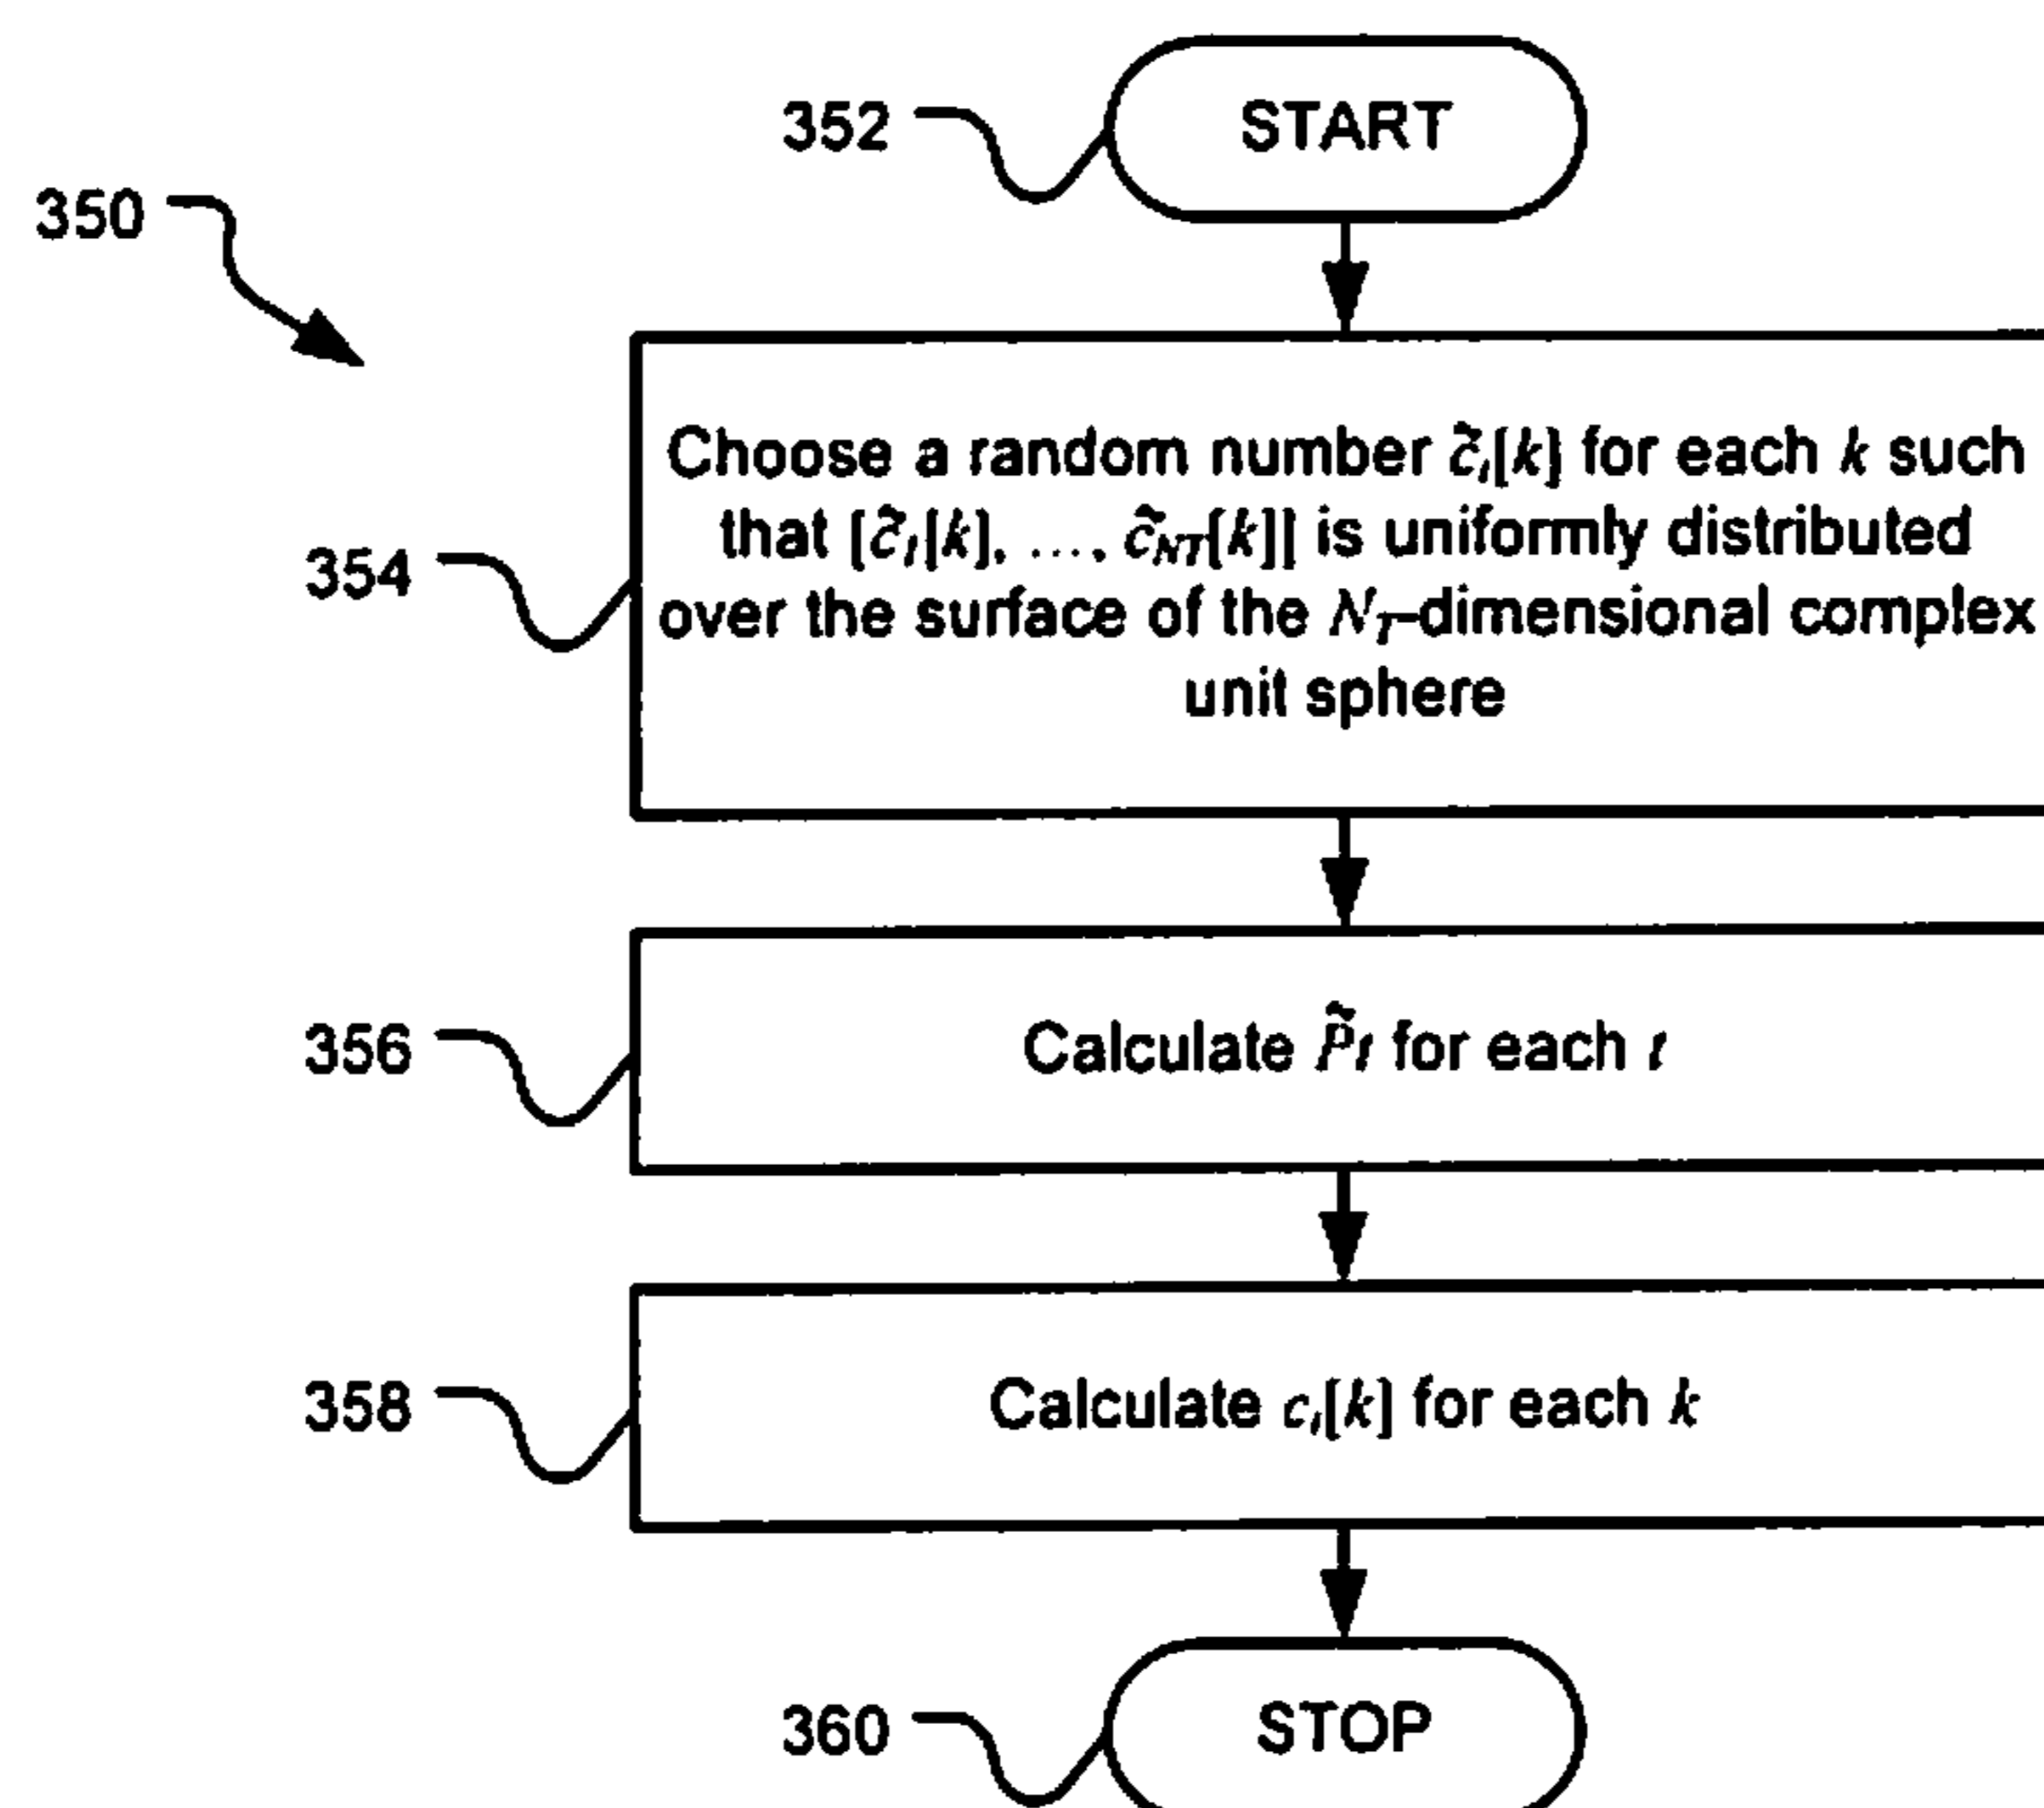 352 START
350
Choose a random number c̃ᵢ[k] for each k such
that [c̃₁[k], ..., c̃NT[k]] is uniformly distributed
354
over the surface of the N_T–dimensional complex
unit sphere
356 Calculate P̃ᵢ for each i
358 Calculate cᵢ[k] for each k
360 STOP